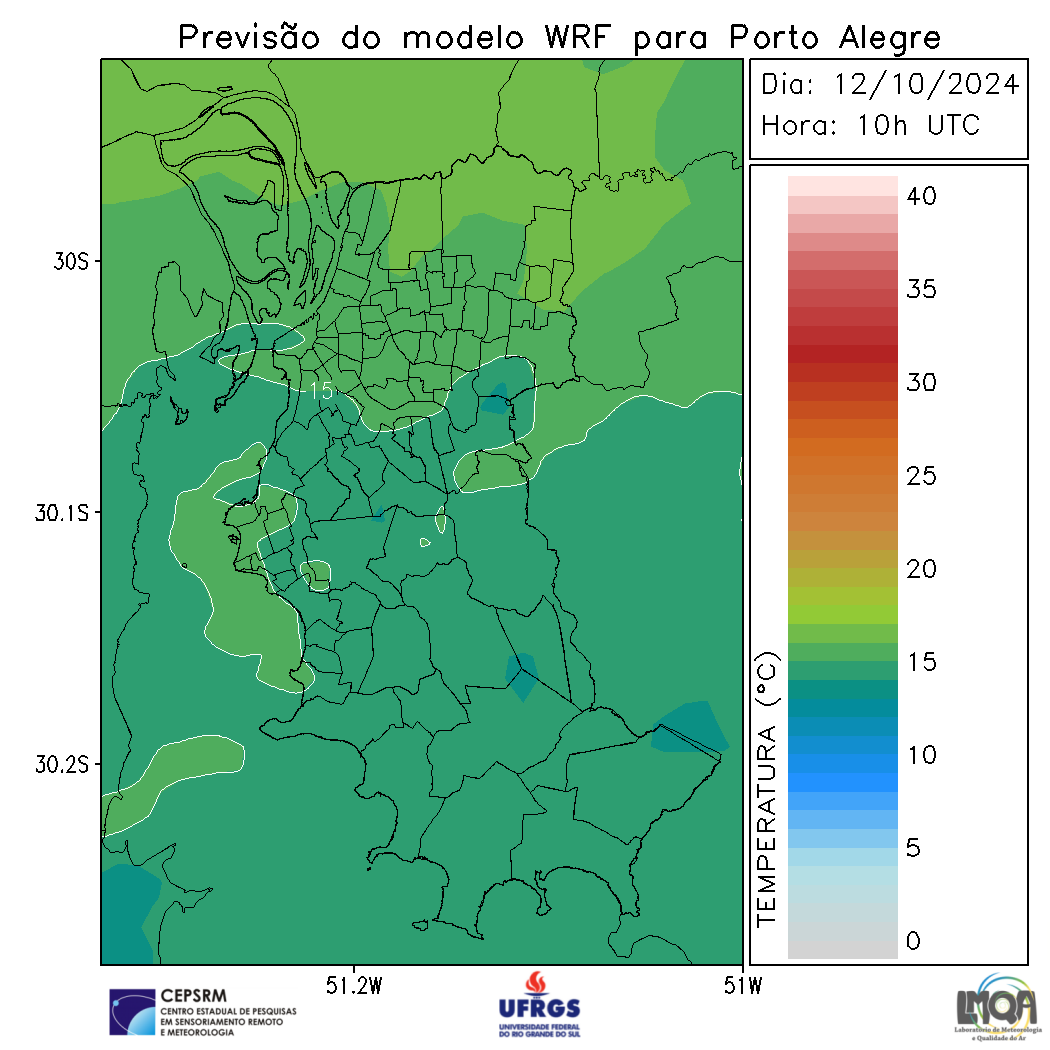 Previsão do modelo WRF para Porto Alegre
Dia: 12/10/2024
Hora: 10h UTC
40
35
30
25
20
15
10
5
0
TEMPERATURA (°C)
30S
30.1S
30.2S
15
51.2W
51W
CEPSRM
CENTRO ESTADUAL DE PESQUISAS
EM SENSORIAMENTO REMOTO
E METEOROLOGIA
UFRGS
UNIVERSIDADE FEDERAL
DO RIO GRANDE DO SUL
LMQA
Laboratório de Meteorologia
e Qualidade do Ar